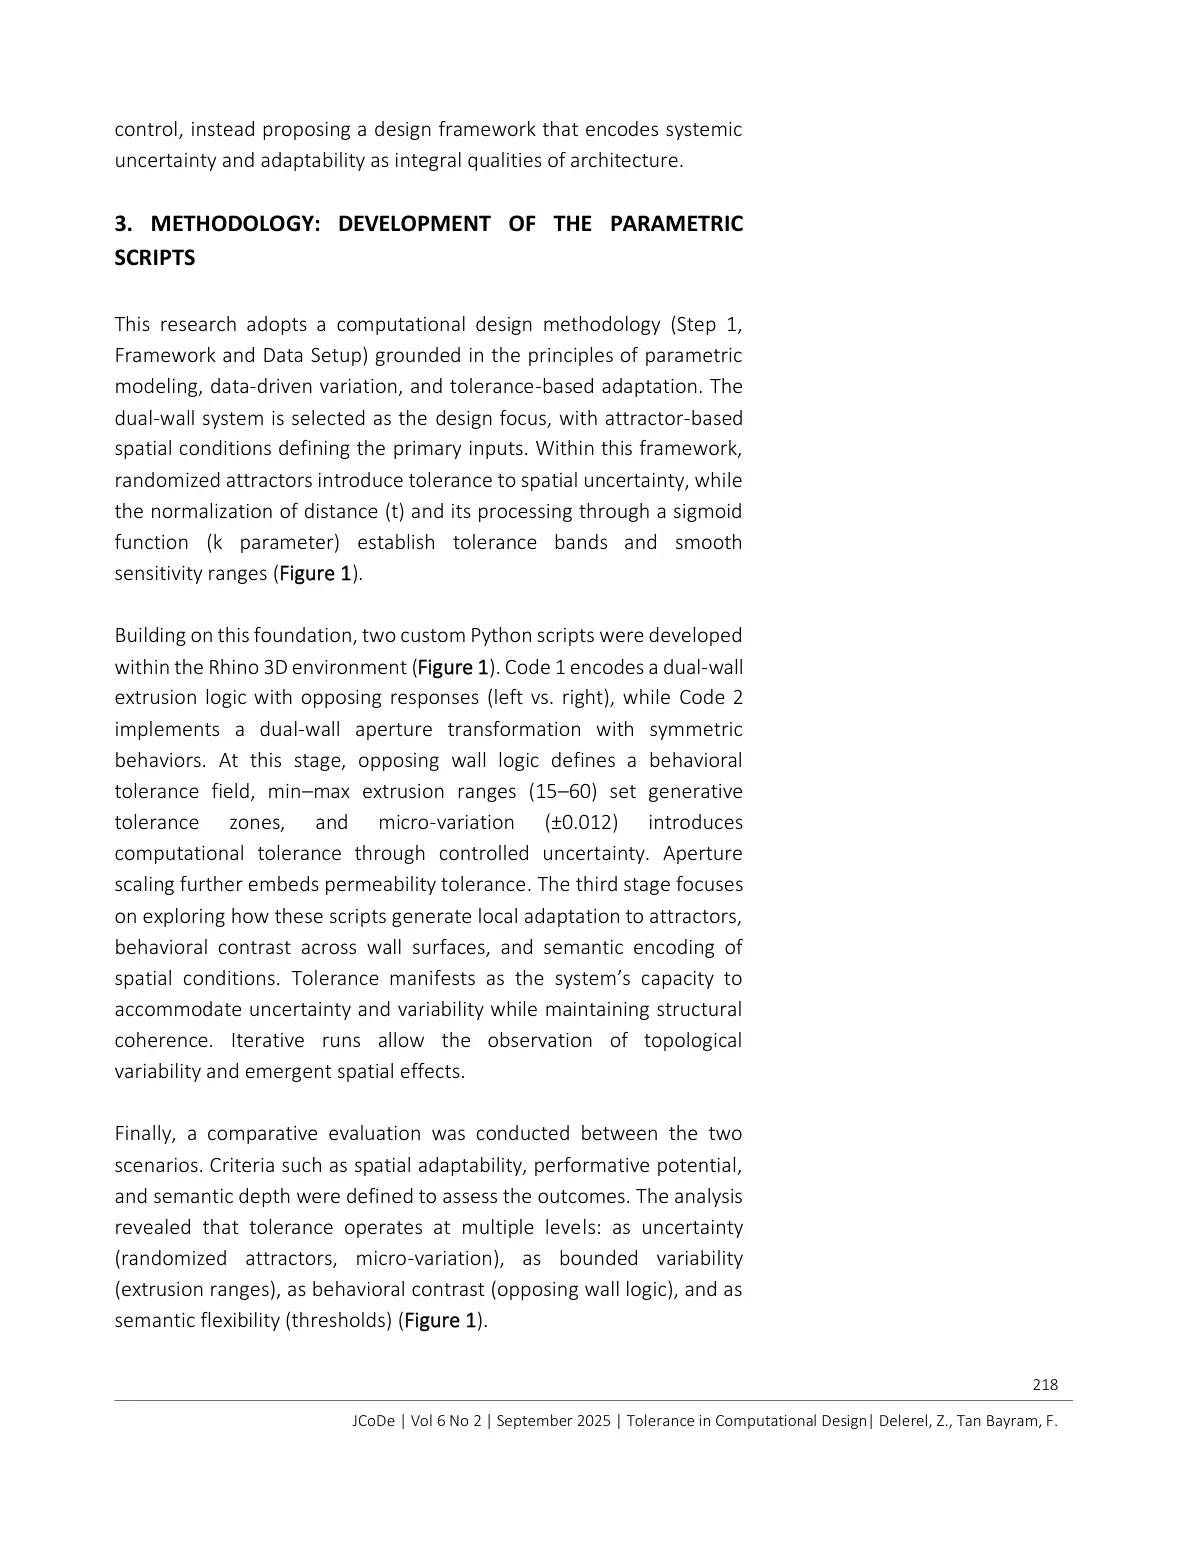 control, instead proposing a design framework that encodes systemic
uncertainty and adaptability as integral qualities of architecture.
3. METHODOLOGY: DEVELOPMENT OF THE PARAMETRIC
SCRIPTS
This research adopts a computational design methodology (Step 1,
Framework and Data Setup) grounded in the principles of parametric
modeling, data-driven variation, and tolerance-based adaptation. The
dual-wall system is selected as the design focus, with attractor-based
spatial conditions defining the primary inputs. Within this framework,
randomized attractors introduce tolerance to spatial uncertainty, while
the normalization of distance (t) and its processing through a sigmoid
function (k parameter) establish tolerance bands and smooth
sensitivity ranges (Figure 1).
Building on this foundation, two custom Python scripts were developed
within the Rhino 3D environment (Figure 1). Code 1 encodes a dual-wall
extrusion logic with opposing responses (left vs. right), while Code 2
implements a dual-wall aperture transformation with symmetric
behaviors. At this stage, opposing wall logic defines a behavioral
tolerance field, min–max extrusion ranges (15–60) set generative
tolerance zones, and micro-variation (±0.012) introduces
computational tolerance through controlled uncertainty. Aperture
scaling further embeds permeability tolerance. The third stage focuses
on exploring how these scripts generate local adaptation to attractors,
behavioral contrast across wall surfaces, and semantic encoding of
spatial conditions. Tolerance manifests as the system’s capacity to
accommodate uncertainty and variability while maintaining structural
coherence. Iterative runs allow the observation of topological
variability and emergent spatial effects.
Finally, a comparative evaluation was conducted between the two
scenarios. Criteria such as spatial adaptability, performative potential,
and semantic depth were defined to assess the outcomes. The analysis
revealed that tolerance operates at multiple levels: as uncertainty
(randomized attractors, micro-variation), as bounded variability
(extrusion ranges), as behavioral contrast (opposing wall logic), and as
semantic flexibility (thresholds) (Figure 1).
218
JCoDe | Vol 6 No 2 | September 2025 | Tolerance in Computational Design| Delerel, Z., Tan Bayram, F.